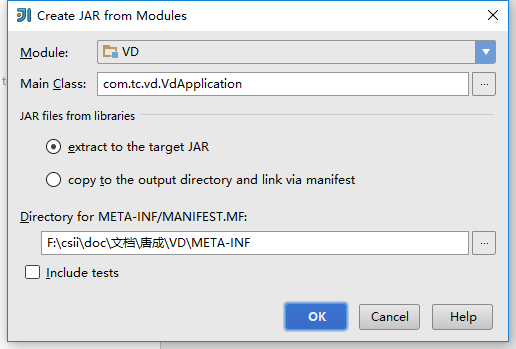 Create JAR from Modules
Module: VD
Main Class: com.tc.vd.VdApplication ...
JAR files from libraries
extract to the target JAR
copy to the output directory and link via manifest
Directory for META-INF/MANIFEST.MF:
F:\csii\doc\文档\唐成\VD\META-INF ...
Include tests
OK Cancel Help